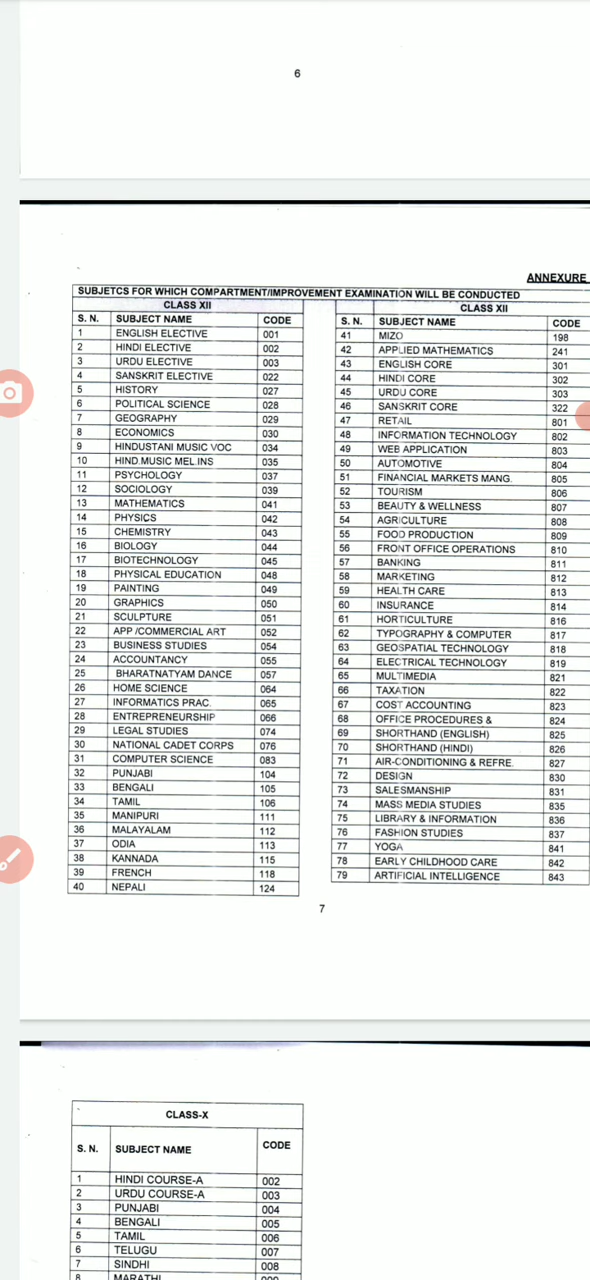 6
ANNEXURE
SUBJETCS FOR WHICH COMPARTMENT/IMPROVEMENT EXAMINATION WILL BE CONDUCTED
CLASS XII
S. N. SUBJECT NAME CODE
1 ENGLISH ELECTIVE 001
2 HINDI ELECTIVE 002
3 URDU ELECTIVE 003
4 SANSKRIT ELECTIVE 022
5 HISTORY 027
6 POLITICAL SCIENCE 028
7 GEOGRAPHY 029
8 ECONOMICS 030
9 HINDUSTANI MUSIC VOC 034
10 HIND.MUSIC MEL.INS 035
11 PSYCHOLOGY 037
12 SOCIOLOGY 039
13 MATHEMATICS 041
14 PHYSICS 042
15 CHEMISTRY 043
16 BIOLOGY 044
17 BIOTECHNOLOGY 045
18 PHYSICAL EDUCATION 048
19 PAINTING 049
20 GRAPHICS 050
21 SCULPTURE 051
22 APP /COMMERCIAL ART 052
23 BUSINESS STUDIES 054
24 ACCOUNTANCY 055
25 BHARATNATYAM DANCE 057
26 HOME SCIENCE 064
27 INFORMATICS PRAC. 065
28 ENTREPRENEURSHIP 066
29 LEGAL STUDIES 074
30 NATIONAL CADET CORPS 076
31 COMPUTER SCIENCE 083
32 PUNJABI 104
33 BENGALI 105
34 TAMIL 106
35 MANIPURI 111
36 MALAYALAM 112
37 ODIA 113
38 KANNADA 115
39 FRENCH 118
40 NEPALI 124
CLASS XII
S. N. SUBJECT NAME CODE
41 MIZO 198
42 APPLIED MATHEMATICS 241
43 ENGLISH CORE 301
44 HINDI CORE 302
45 URDU CORE 303
46 SANSKRIT CORE 322
47 RETAIL 801
48 INFORMATION TECHNOLOGY 802
49 WEB APPLICATION 803
50 AUTOMOTIVE 804
51 FINANCIAL MARKETS MANG. 805
52 TOURISM 806
53 BEAUTY & WELLNESS 807
54 AGRICULTURE 808
55 FOOD PRODUCTION 809
56 FRONT OFFICE OPERATIONS 810
57 BANKING 811
58 MARKETING 812
59 HEALTH CARE 813
60 INSURANCE 814
61 HORTICULTURE 816
62 TYPOGRAPHY & COMPUTER 817
63 GEOSPATIAL TECHNOLOGY 818
64 ELECTRICAL TECHNOLOGY 819
65 MULTIMEDIA 821
66 TAXATION 822
67 COST ACCOUNTING 823
68 OFFICE PROCEDURES & 824
69 SHORTHAND (ENGLISH) 825
70 SHORTHAND (HINDI) 826
71 AIR-CONDITIONING & REFRE. 827
72 DESIGN 830
73 SALESMANSHIP 831
74 MASS MEDIA STUDIES 835
75 LIBRARY & INFORMATION 836
76 FASHION STUDIES 837
77 YOGA 841
78 EARLY CHILDHOOD CARE 842
79 ARTIFICIAL INTELLIGENCE 843
7
CLASS-X
S. N. SUBJECT NAME CODE
1 HINDI COURSE-A 002
2 URDU COURSE-A 003
3 PUNJABI 004
4 BENGALI 005
5 TAMIL 006
6 TELUGU 007
7 SINDHI 008
8 MARATHI 009